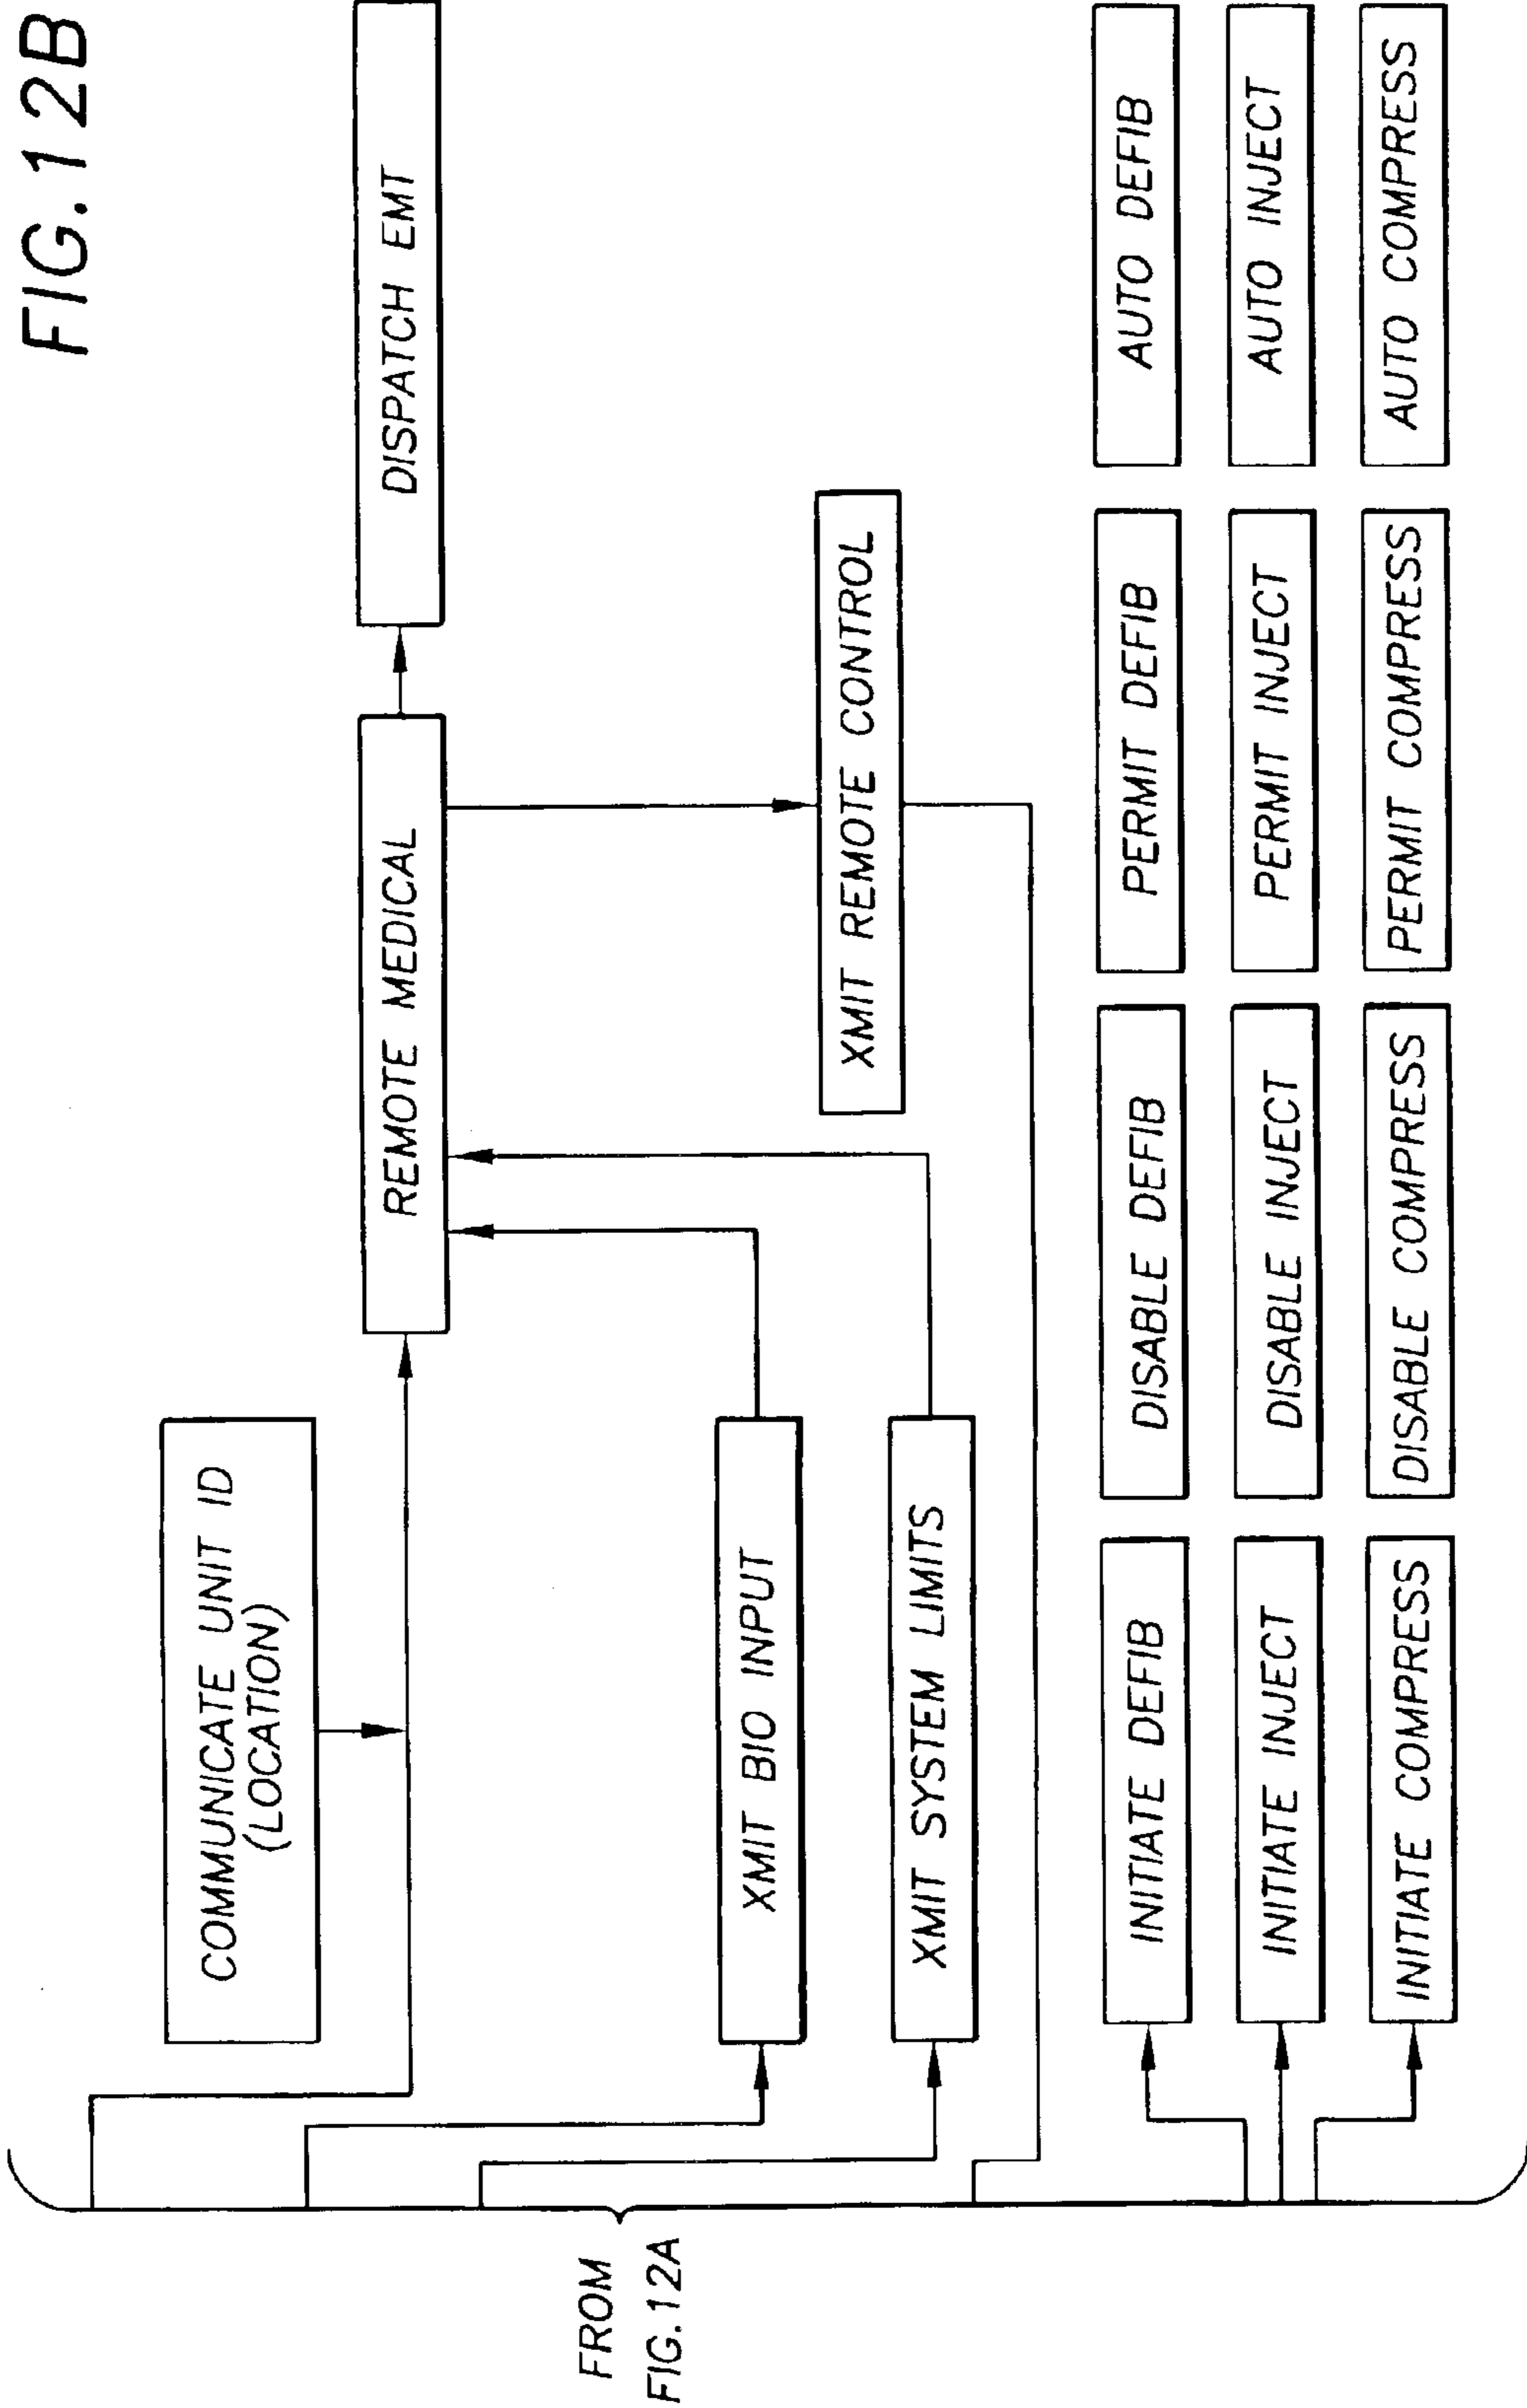 FIG.12B
COMMUNICATE UNIT ID
(LOCATION)
REMOTE MEDICAL
DISPATCH EMT
XMIT BIO INPUT
XMIT SYSTEM LIMITS
XMIT REMOTE CONTROL
FROM
FIG.12A
INITIATE DEFIB
DISABLE DEFIB
PERMIT DEFIB
AUTO DEFIB
INITIATE INJECT
DISABLE INJECT
PERMIT INJECT
AUTO INJECT
INITIATE COMPRESS
DISABLE COMPRESS
PERMIT COMPRESS
AUTO COMPRESS